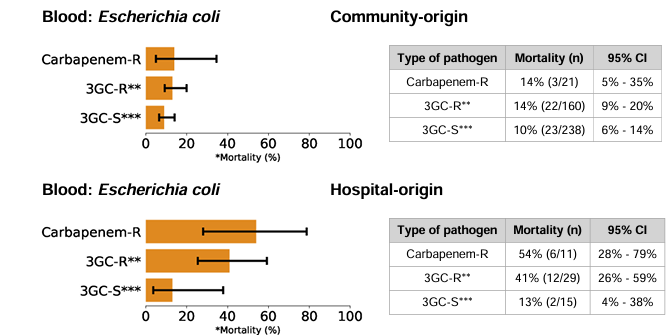 Blood: Escherichia coli
Community-origin
Carbapenem-R
3GC-R**
3GC-S***
0 20 40 60 80 100
*Mortality (%)
Type of pathogen Mortality (n) 95% CI
Carbapenem-R 14% (3/21) 5% - 35%
3GC-R** 14% (22/160) 9% - 20%
3GC-S*** 10% (23/238) 6% - 14%
Blood: Escherichia coli
Hospital-origin
Carbapenem-R
3GC-R**
3GC-S***
0 20 40 60 80 100
*Mortality (%)
Type of pathogen Mortality (n) 95% CI
Carbapenem-R 54% (6/11) 28% - 79%
3GC-R** 41% (12/29) 26% - 59%
3GC-S*** 13% (2/15) 4% - 38%